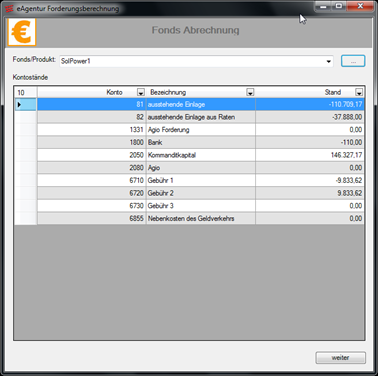 eAgentur Forderungsberechnung
Fonds Abrechnung
Fonds/Produkt: SolPower1 ...
Kontostände
10 Konto Bezeichnung Stand
81 ausstehende Einlage -110.709,17
82 ausstehende Einlage aus Raten -37.888,00
1331 Agio Forderung 0,00
1800 Bank -110,00
2050 Kommanditkapital 146.327,17
2080 Agio 0,00
6710 Gebühr 1 -9.833,62
6720 Gebühr 2 9.833,62
6730 Gebühr 3 0,00
6855 Nebenkosten des Geldverkehrs 0,00
weiter